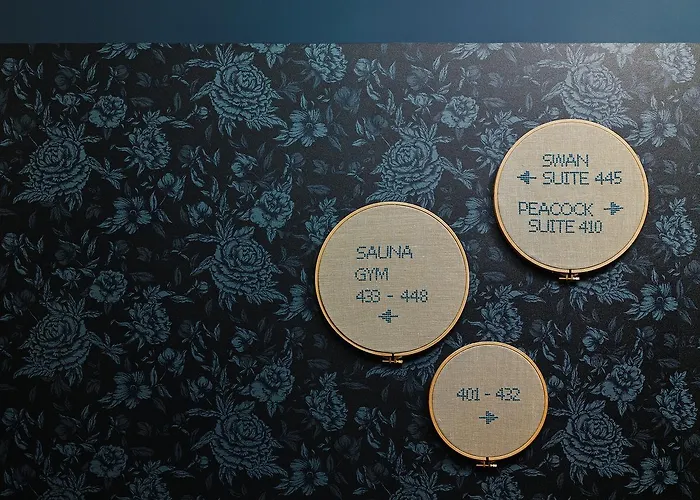 SWAN
← SUITE 445
PEACOCK →
SUITE 410
SAUNA
GYM
433 - 448
←
401 - 432
→